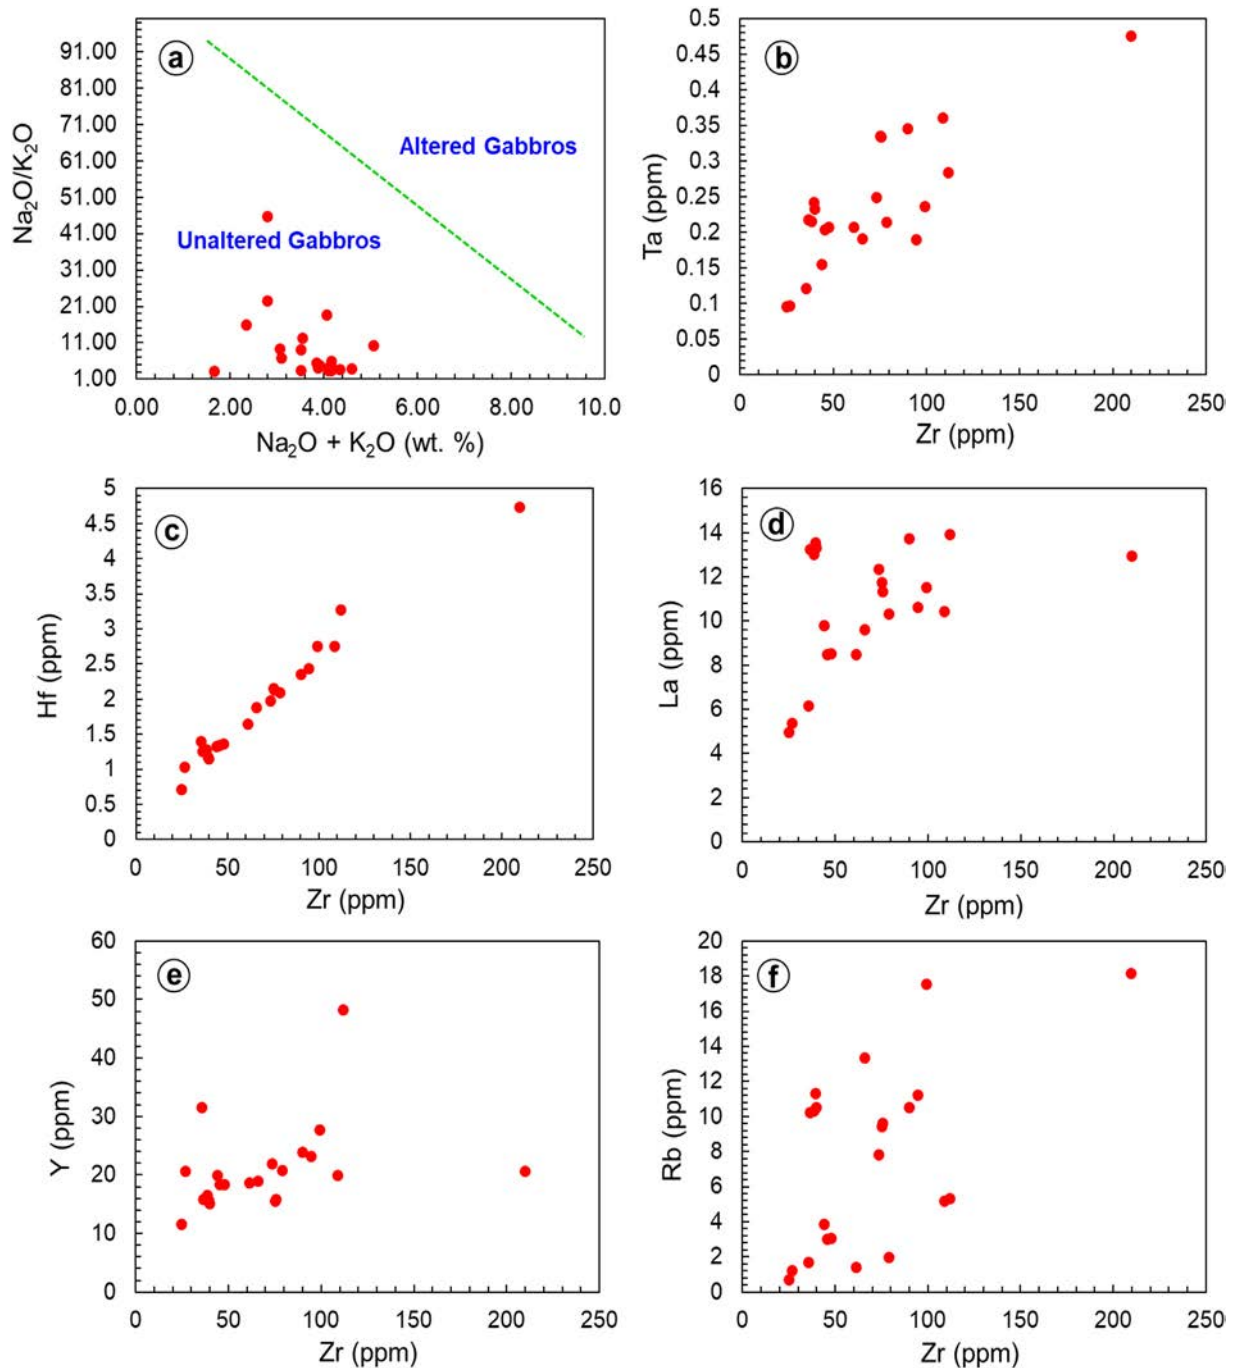 a
91.00
81.00
71.00
61.00
51.00
41.00
31.00
21.00
11.00
1.00
Na₂O/K₂O
Altered Gabbros
Unaltered Gabbros
0.00 2.00 4.00 6.00 8.00 10.0
Na₂O + K₂O (wt. %)
b
0.5
0.45
0.4
0.35
0.3
0.25
0.2
0.15
0.1
0.05
0
Ta (ppm)
0 50 100 150 200 250
Zr (ppm)
c
5
4.5
4
3.5
3
2.5
2
1.5
1
0.5
0
Hf (ppm)
0 50 100 150 200 250
Zr (ppm)
d
16
14
12
10
8
6
4
2
0
La (ppm)
0 50 100 150 200 250
Zr (ppm)
e
60
50
40
30
20
10
0
Y (ppm)
0 50 100 150 200 250
Zr (ppm)
f
20
18
16
14
12
10
8
6
4
2
0
Rb (ppm)
0 50 100 150 200 250
Zr (ppm)